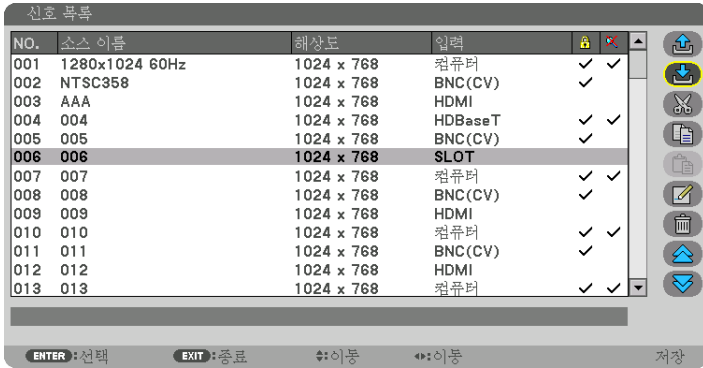 신호 목록
NO. 소스 이름 해상도 입력
001 1280x1024 60Hz 1024 x 768 컴퓨터 ✓ ✓
002 NTSC358 1024 x 768 BNC(CV) ✓
003 AAA 1024 x 768 HDMI
004 004 1024 x 768 HDBaseT ✓ ✓
005 005 1024 x 768 BNC(CV) ✓
006 006 1024 x 768 SLOT
007 007 1024 x 768 컴퓨터 ✓ ✓
008 008 1024 x 768 BNC(CV) ✓
009 009 1024 x 768 HDMI
010 010 1024 x 768 컴퓨터 ✓ ✓
011 011 1024 x 768 BNC(CV) ✓
012 012 1024 x 768 HDMI
013 013 1024 x 768 컴퓨터 ✓ ✓
ENTER :선택 EXIT :종료 :이동 :이동 저장